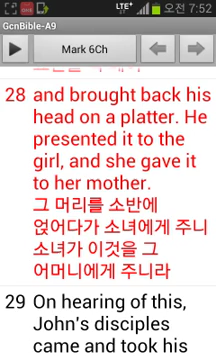 LTE 오전 7:52
GcnBible-A9
Mark 6Ch
28 and brought back his
head on a platter. He
presented it to the
girl, and she gave it
to her mother.
그 머리를 소반에
얹어다가 소녀에게 주니
소녀가 이것을 그
어머니에게 주니라
29 On hearing of this,
John's disciples
came and took his